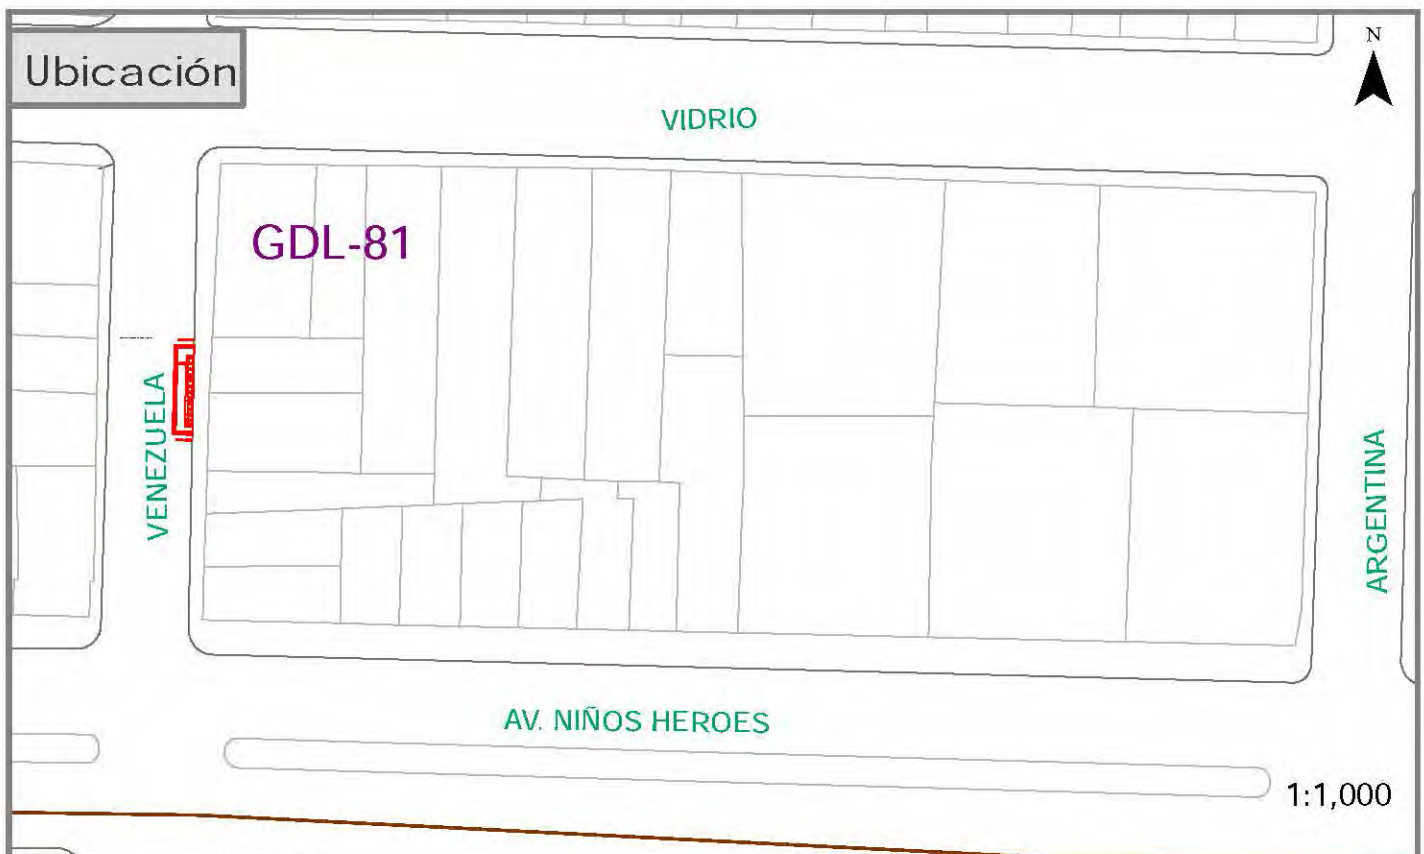 N
Ubicación
VIDRIO
GDL-81
VENEZUELA
ARGENTINA
AV. NIÑOS HEROES
1:1,000